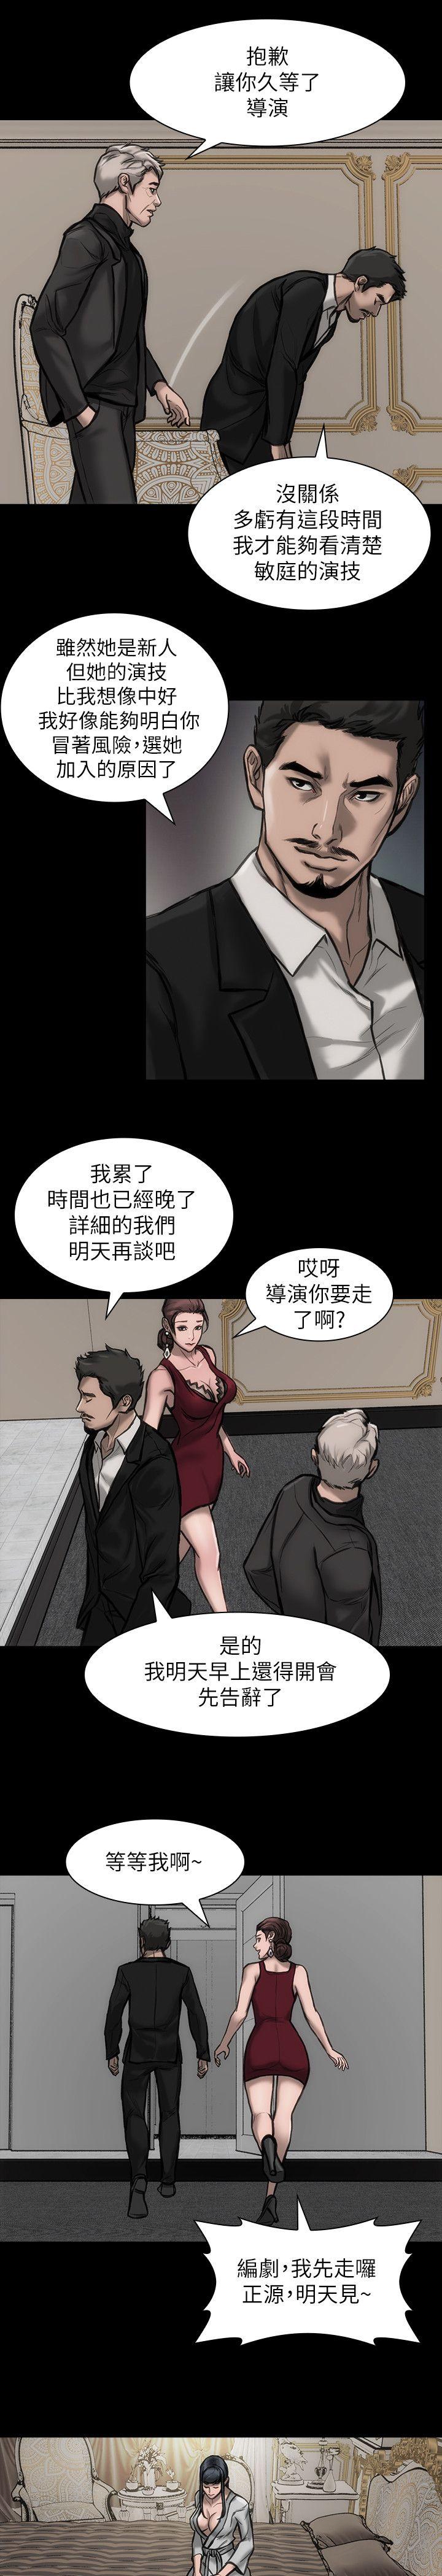 抱歉
讓你久等了
導演
沒關係
多虧有這段時間
我才能夠看清楚
敏庭的演技
雖然她是新人
但她的演技
比我想像中好
我好像能夠明白你
冒著風險，選她
加入的原因了
我累了
時間也已經晚了
詳細的我們
明天再談吧
哎呀
導演你要走
了啊?
是的
我明天早上還得開會
先告辭了
等等我啊~
編劇，我先走囉
正源，明天見~